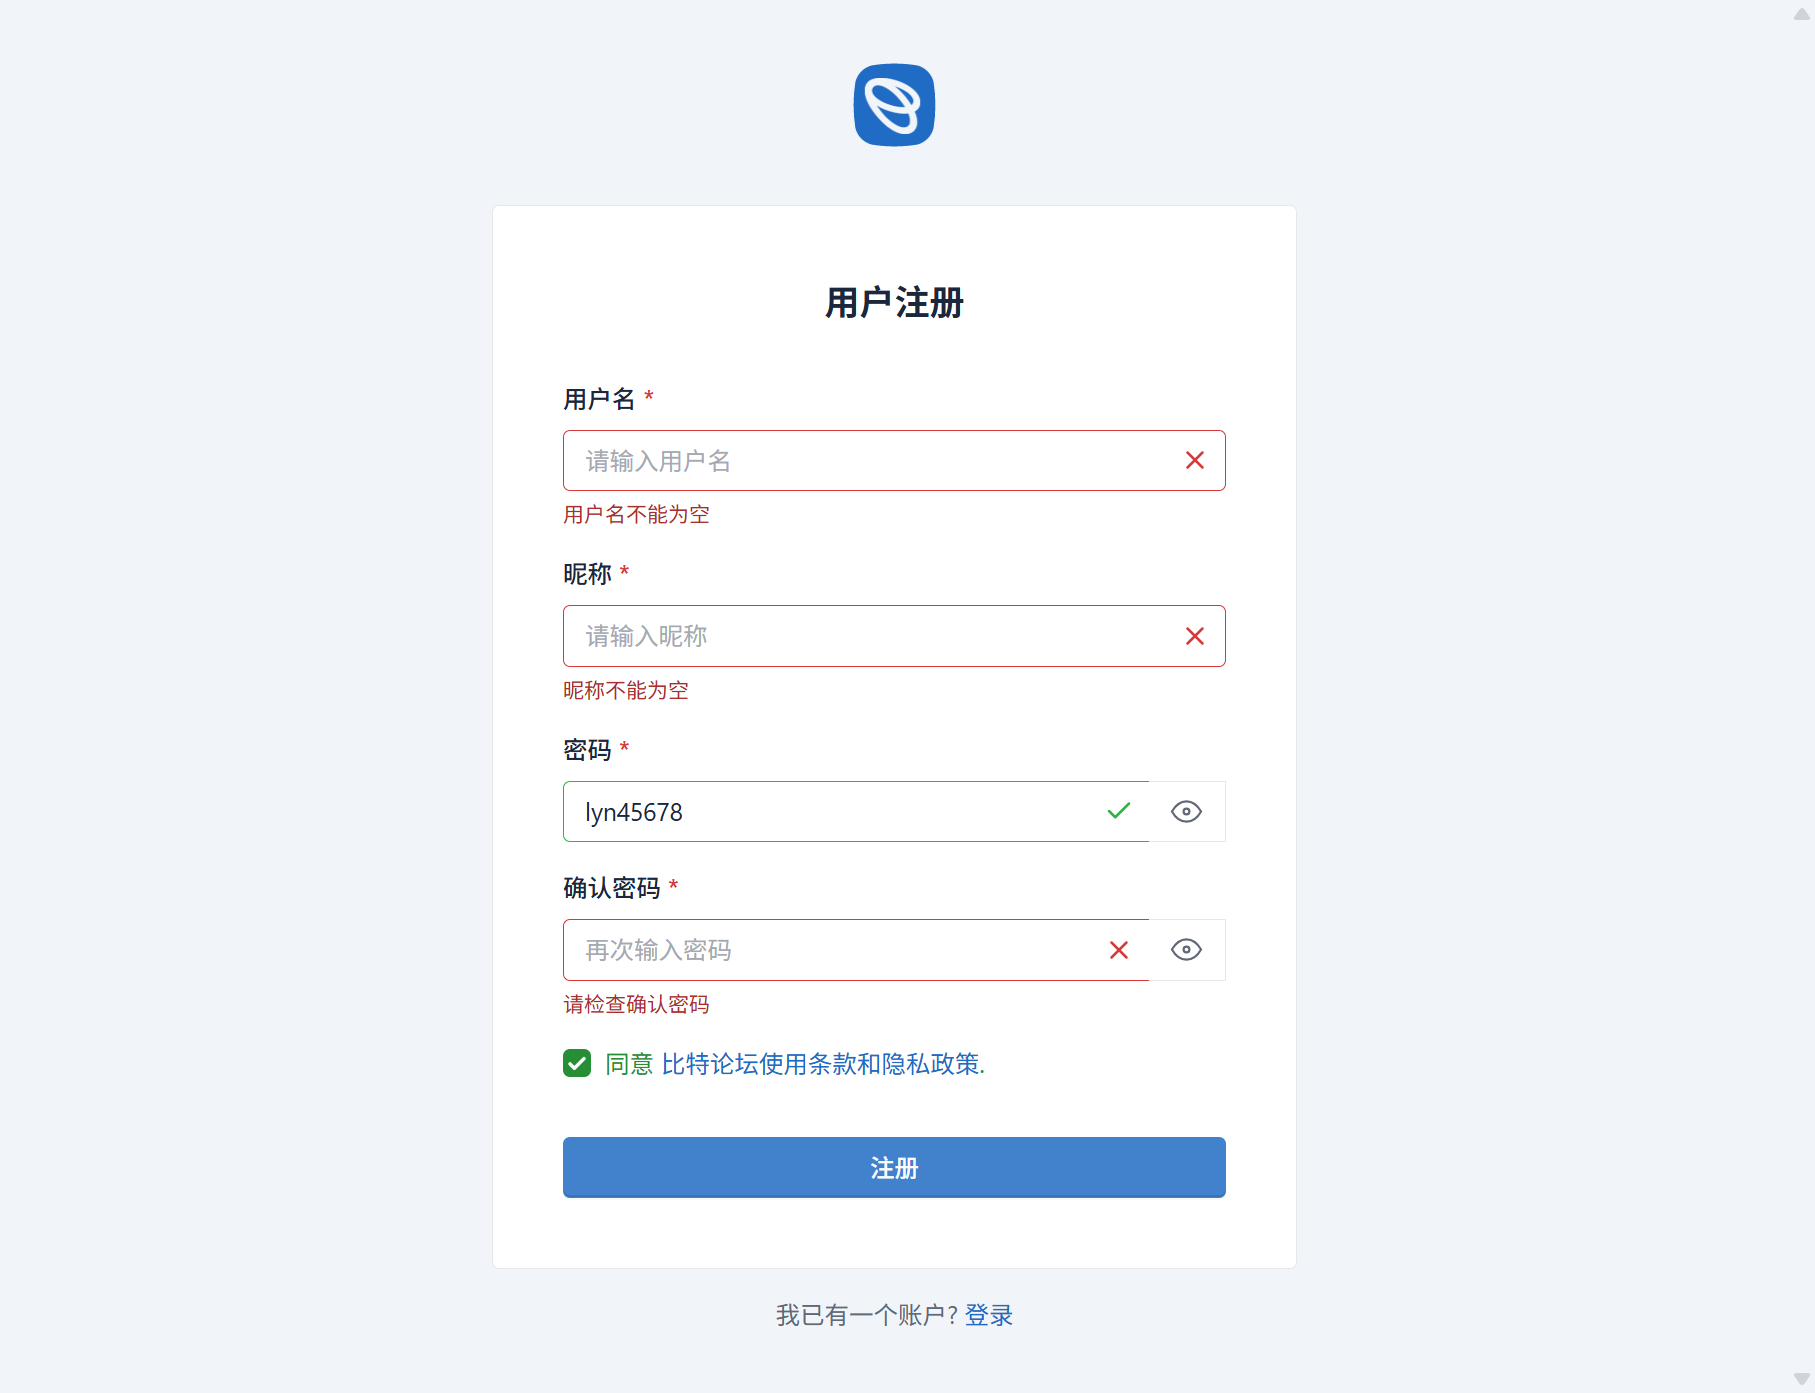 用户注册
用户名 *
请输入用户名
用户名不能为空
昵称 *
请输入昵称
昵称不能为空
密码 *
lyn45678
确认密码 *
再次输入密码
请检查确认密码
同意 比特论坛使用条款和隐私政策.
注册
我已有一个账户? 登录